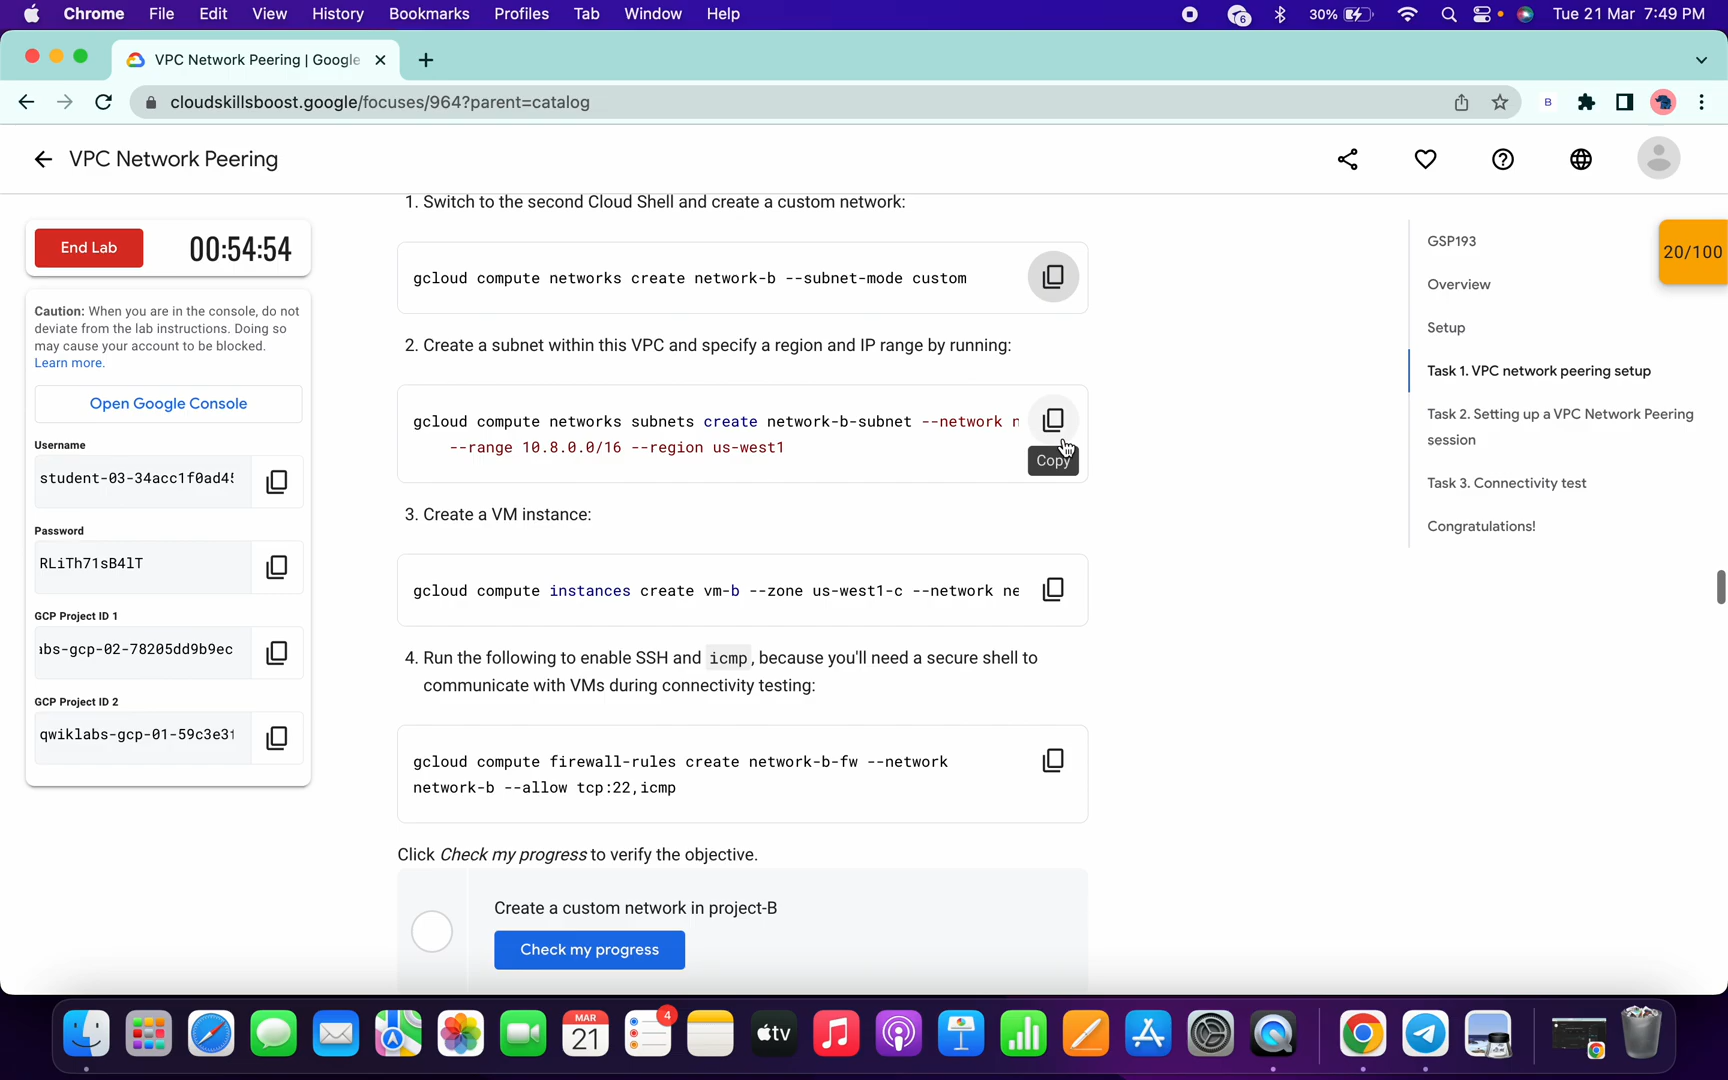 Chrome File Edit View History Bookmarks Profiles Tab Window Help
6 30% Tue 21 Mar 7:49 PM
VPC Network Peering | Google
cloudskillsboost.google/focuses/964?parent=catalog
B
VPC Network Peering
End Lab 00:54:54
Caution: When you are in the console, do not
deviate from the lab instructions. Doing so
may cause your account to be blocked.
Learn more.
Open Google Console
Username
student-03-34acc1f0ad45
Password
RLiTh71sB4lT
GCP Project ID 1
abs-gcp-02-78205dd9b9ec
GCP Project ID 2
qwiklabs-gcp-01-59c3e3f
1. Switch to the second Cloud Shell and create a custom network:
gcloud compute networks create network-b --subnet-mode custom
2. Create a subnet within this VPC and specify a region and IP range by running:
gcloud compute networks subnets create network-b-subnet --network n
--range 10.8.0.0/16 --region us-west1
Copy
3. Create a VM instance:
gcloud compute instances create vm-b --zone us-west1-c --network ne
4. Run the following to enable SSH and icmp, because you'll need a secure shell to
communicate with VMs during connectivity testing:
gcloud compute firewall-rules create network-b-fw --network
network-b --allow tcp:22,icmp
Click Check my progress to verify the objective.
Create a custom network in project-B
Check my progress
GSP193
Overview
Setup
Task 1. VPC network peering setup
Task 2. Setting up a VPC Network Peering
session
Task 3. Connectivity test
Congratulations!
20/100
MAR
21
4
tv